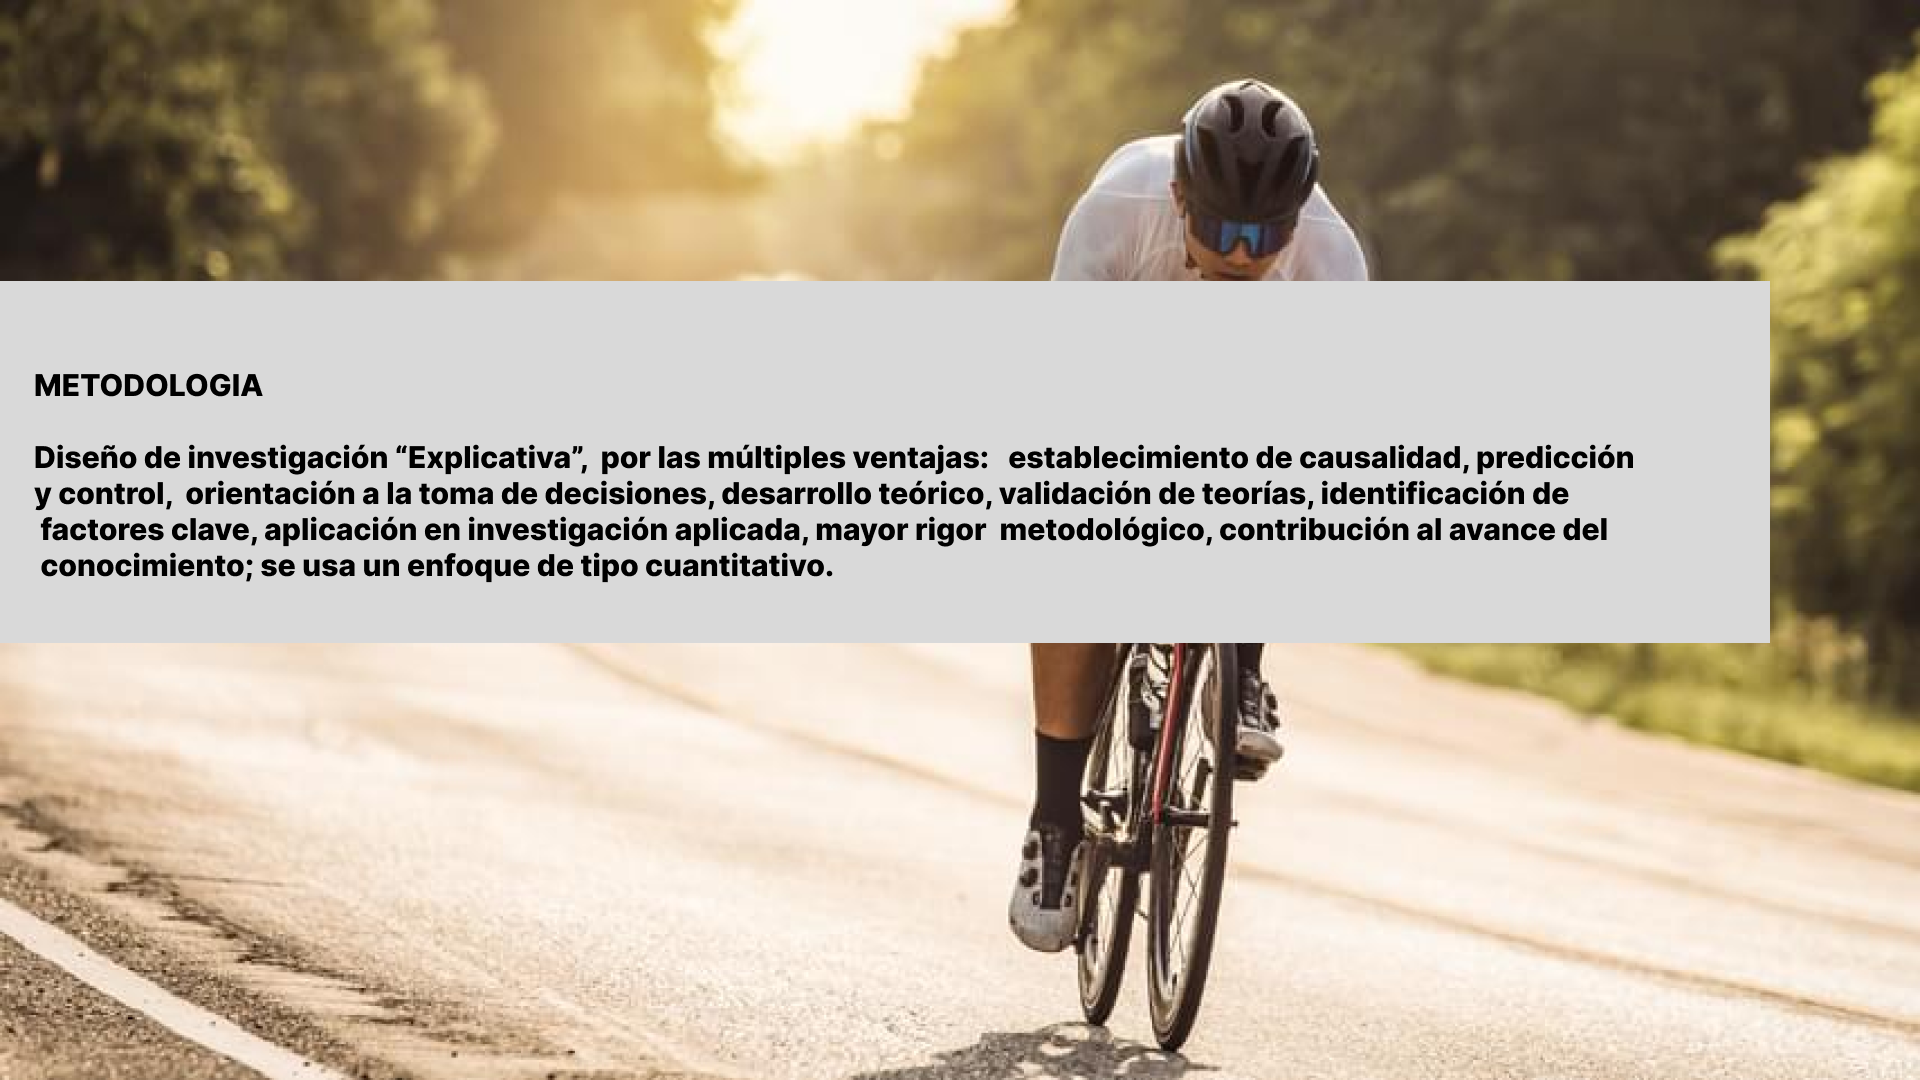 METODOLOGIA
Diseño de investigación “Explicativa”, por las múltiples ventajas: establecimiento de causalidad, predicción
y control, orientación a la toma de decisiones, desarrollo teórico, validación de teorías, identificación de
factores clave, aplicación en investigación aplicada, mayor rigor metodológico, contribución al avance del
conocimiento; se usa un enfoque de tipo cuantitativo.